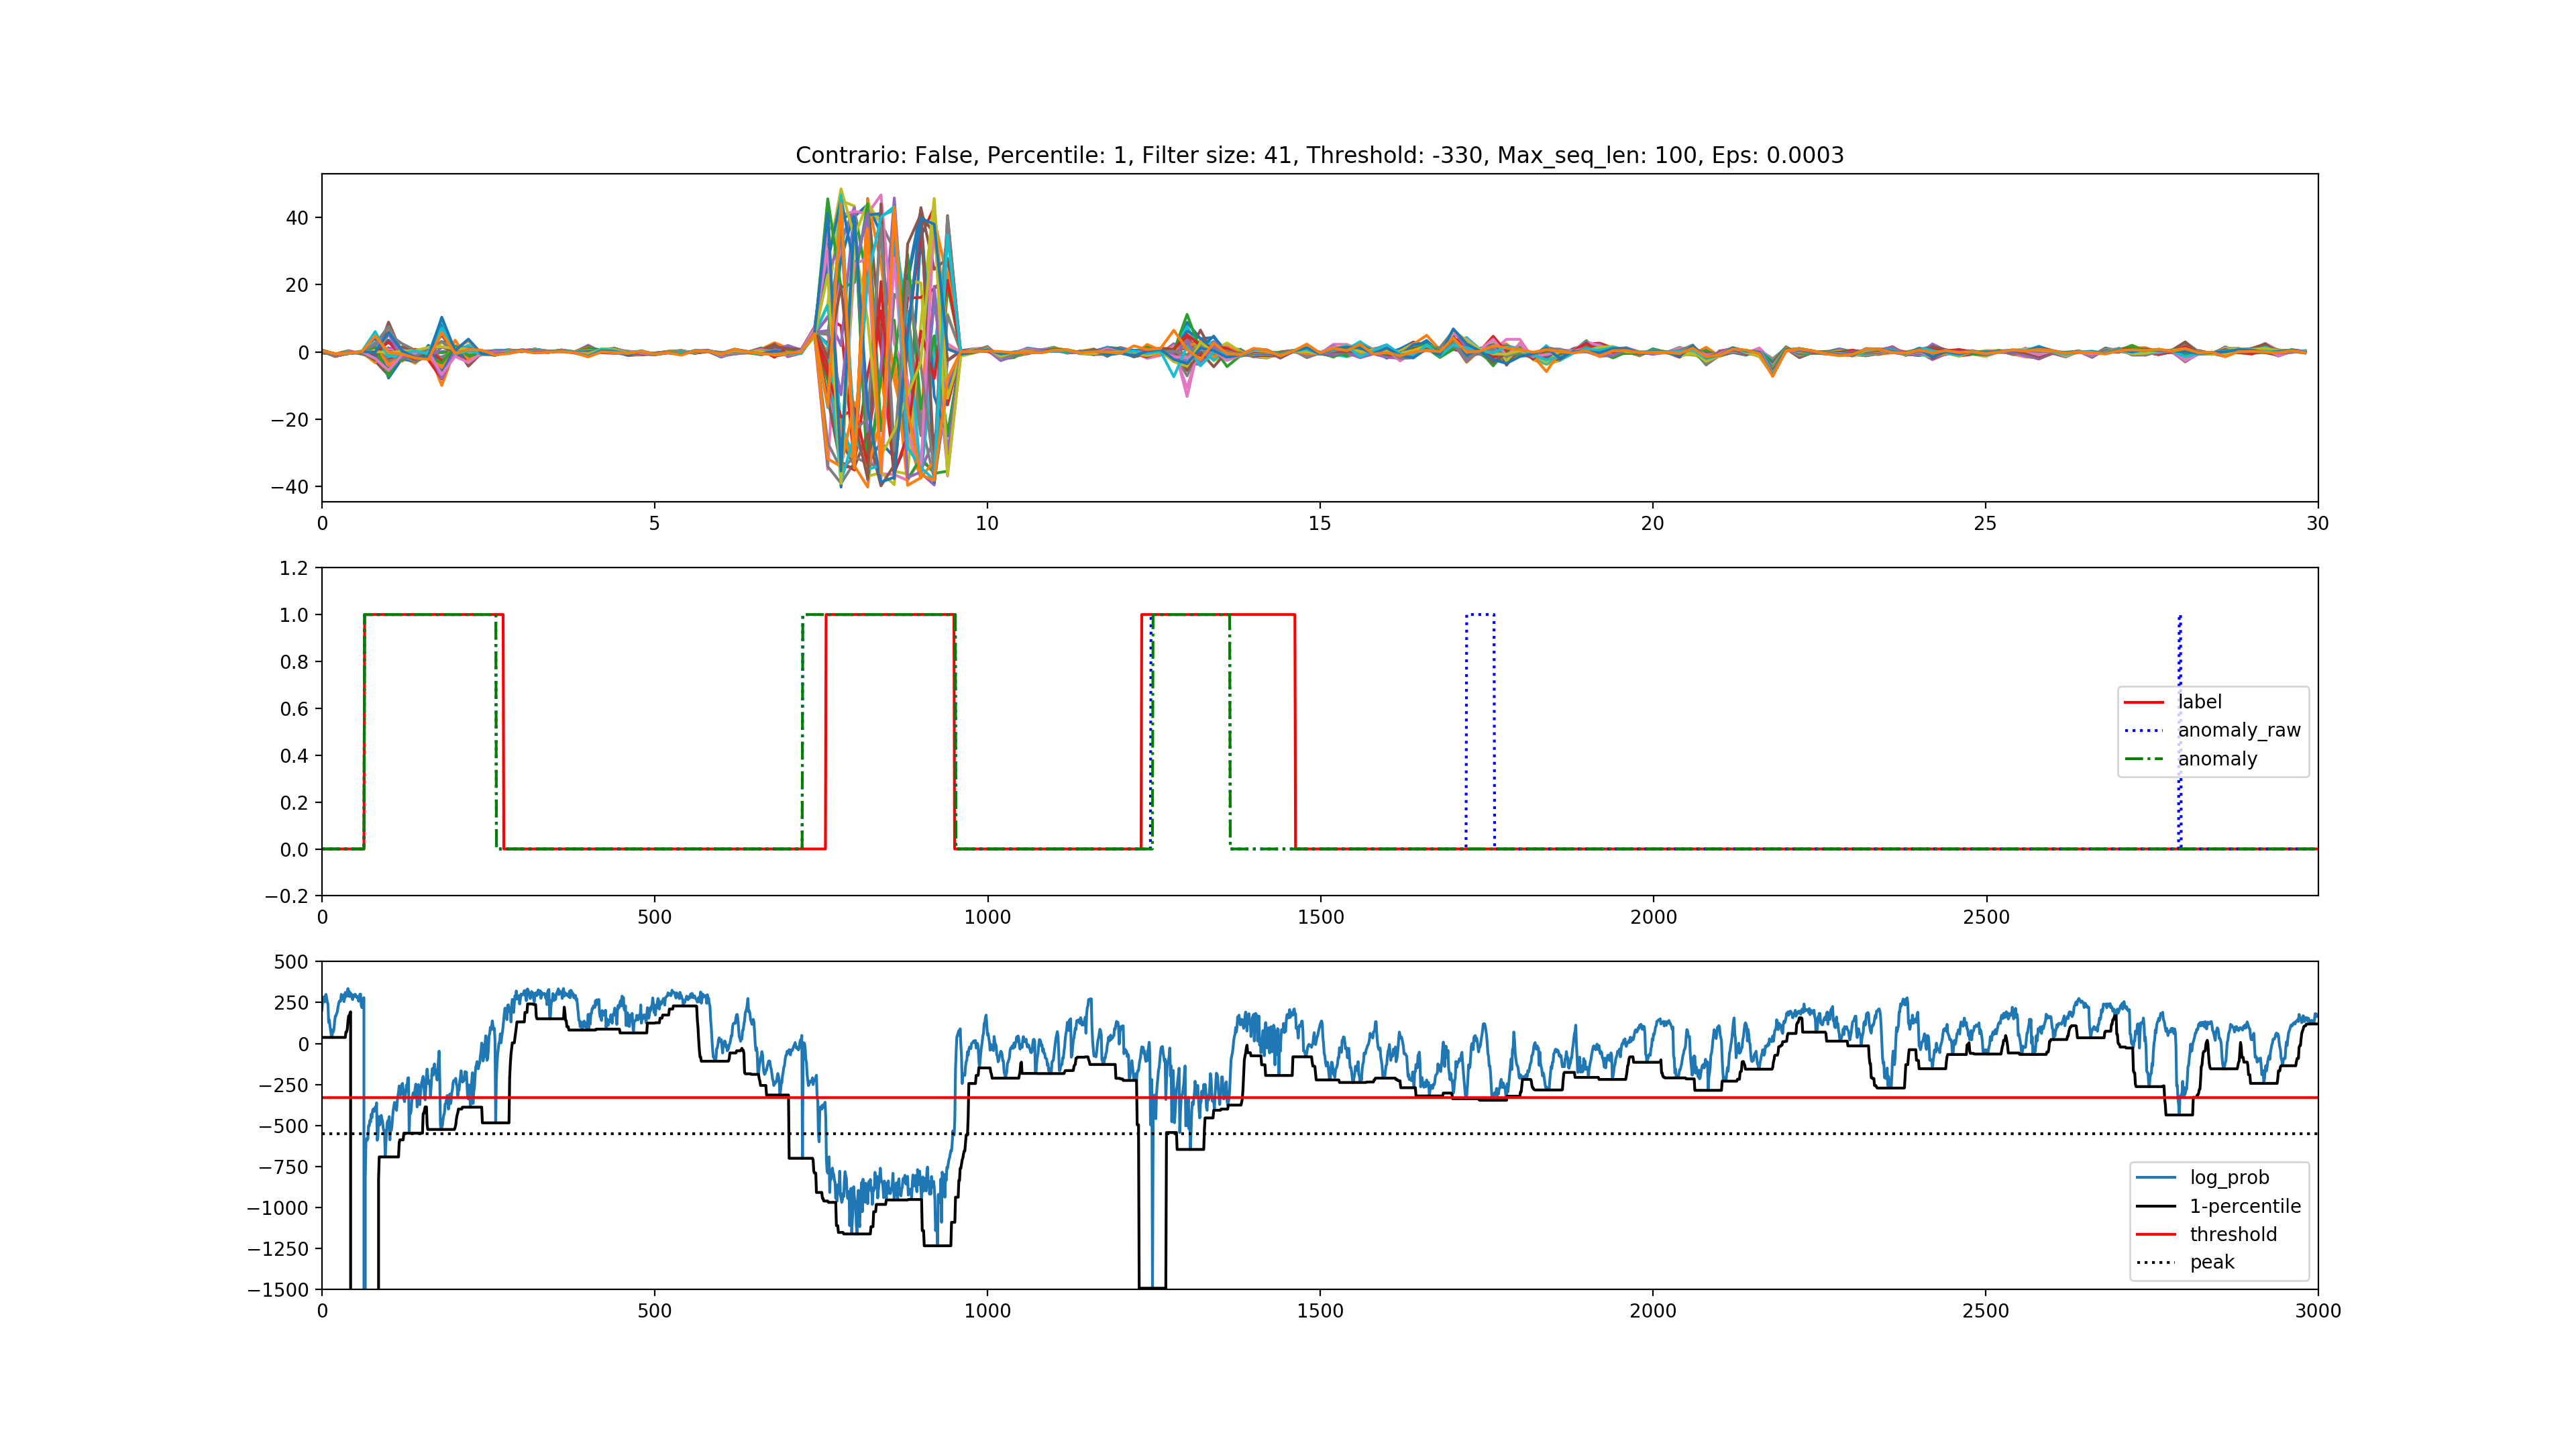 Contrario: False, Percentile: 1, Filter size: 41, Threshold: -330, Max_seq_len: 100, Eps: 0.0003
40
20
0
−20
−40
0 5 10 15 20 25 30
1.2
1.0
0.8
0.6
0.4
0.2
0.0
−0.2
label
anomaly_raw
anomaly
0 500 1000 1500 2000 2500
500
250
0
−250
−500
−750
−1000
−1250
−1500
log_prob
1-percentile
threshold
peak
0 500 1000 1500 2000 2500 3000